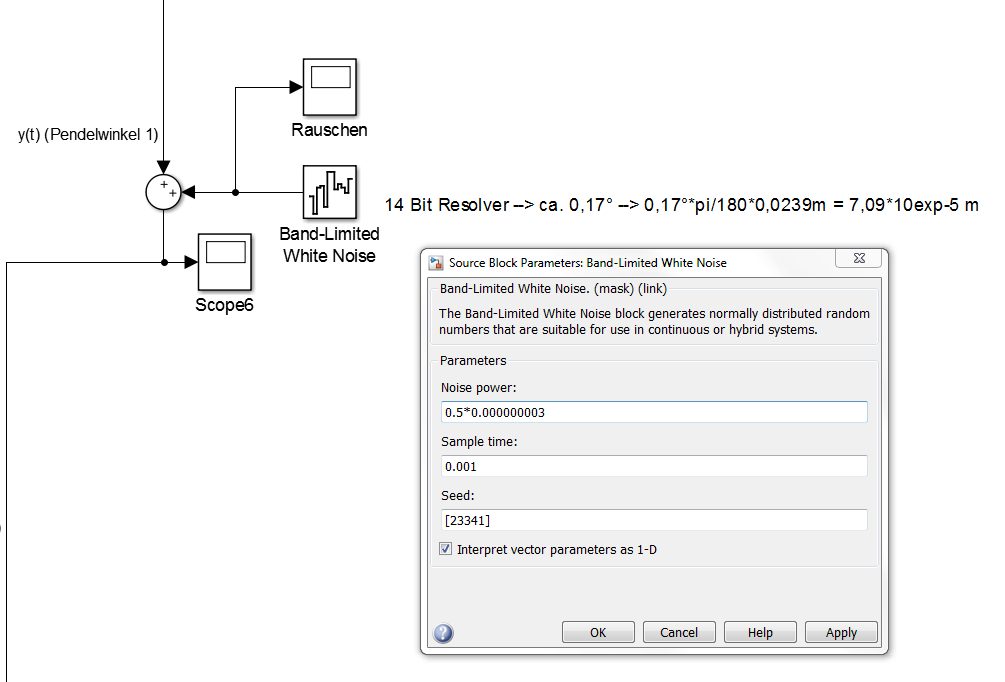 y(t) (Pendelwinkel 1)
Rauschen
Band-Limited
White Noise
Scope6
14 Bit Resolver --> ca. 0,17° --> 0,17°*pi/180*0,0239m = 7,09*10exp-5 m
Source Block Parameters: Band-Limited White Noise
Band-Limited White Noise. (mask) (link)
The Band-Limited White Noise block generates normally distributed random
numbers that are suitable for use in continuous or hybrid systems.
Parameters
Noise power:
0.5*0.000000003
Sample time:
0.001
Seed:
[23341]
Interpret vector parameters as 1-D
OK
Cancel
Help
Apply